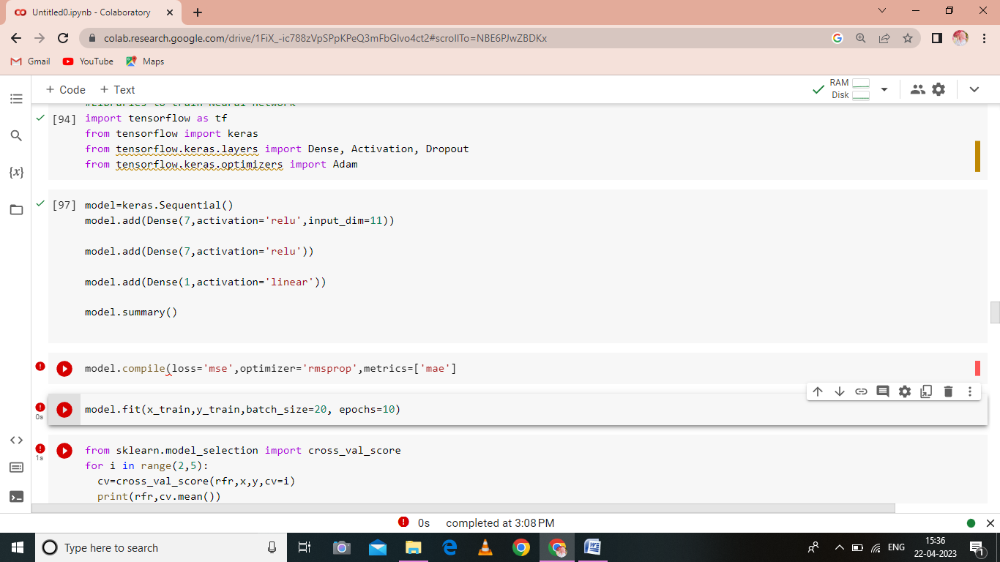 Untitled0.ipynb - Colaboratory
colab.research.google.com/drive/1FiX_-ic788zVpSPpKPeQ3mFbGIvo4ct2#scrollTo=NBE6PJwZBDKx
Gmail YouTube Maps
+ Code + Text RAM
Disk
#Libraries to train Neural network
[94] import tensorflow as tf
from tensorflow import keras
from tensorflow.keras.layers import Dense, Activation, Dropout
from tensorflow.keras.optimizers import Adam
{x}
[97] model=keras.Sequential()
model.add(Dense(7,activation='relu',input_dim=11))
model.add(Dense(7,activation='relu'))
model.add(Dense(1,activation='linear'))
model.summary()
model.compile(loss='mse',optimizer='rmsprop',metrics=['mae']
0s model.fit(x_train,y_train,batch_size=20, epochs=10)
1s from sklearn.model_selection import cross_val_score
for i in range(2,5):
cv=cross_val_score(rfr,x,y,cv=i)
print(rfr,cv.mean())
0s completed at 3:08 PM
Type here to search
ENG
15:36
22-04-2023
1